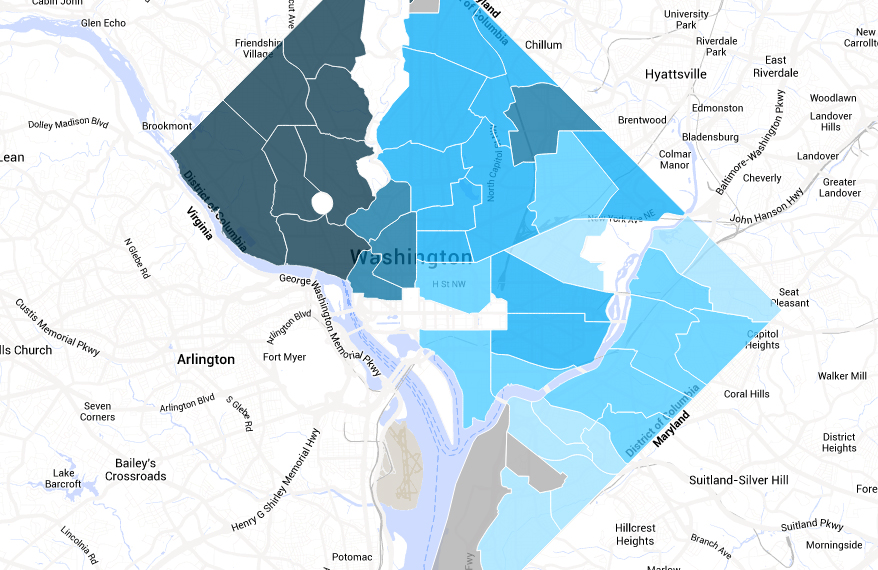 Cabin John
Glen Echo
cut Ave
Friendship
Village
Maryland
of Columbia
Chillum
University
Park
Riverdale
Park
New
Carrollt
East
Riverdale
Hyattsville
Woodlawn
Edmonston
Landover
Hills
Brentwood
Bladensburg
Dolley Madison Blvd
Brookmont
Lean
Colmar
Manor
Landover
Baltimore-Washington Pkwy
Cheverly
Greater
Landover
North Capitol
District of Columbia
Virginia
New York Ave NE
John Hanson Hwy
N Glebe Rd
Washington
H St NW
George Washington Memorial Pkwy
Seat
Pleasant
Custis Memorial Pkwy
Arlington Blvd
Capitol
Heights
lls Church
Arlington
Fort Myer
Walker Mill
Coral Hills
Seven
Corners
Arlington Blvd
S Glebe Rd
District of Columbia
Maryland
District
Heights
Bailey's
Crossroads
Lake
Barcroft
Henry G Shirley Memorial Hwy
Suitland-Silver Hill
Fore
Lincolnia Rd
Hillcrest
Heights
Suitland Pkwy
Branch Ave
Morningside
Potomac
Fwy
Marlow